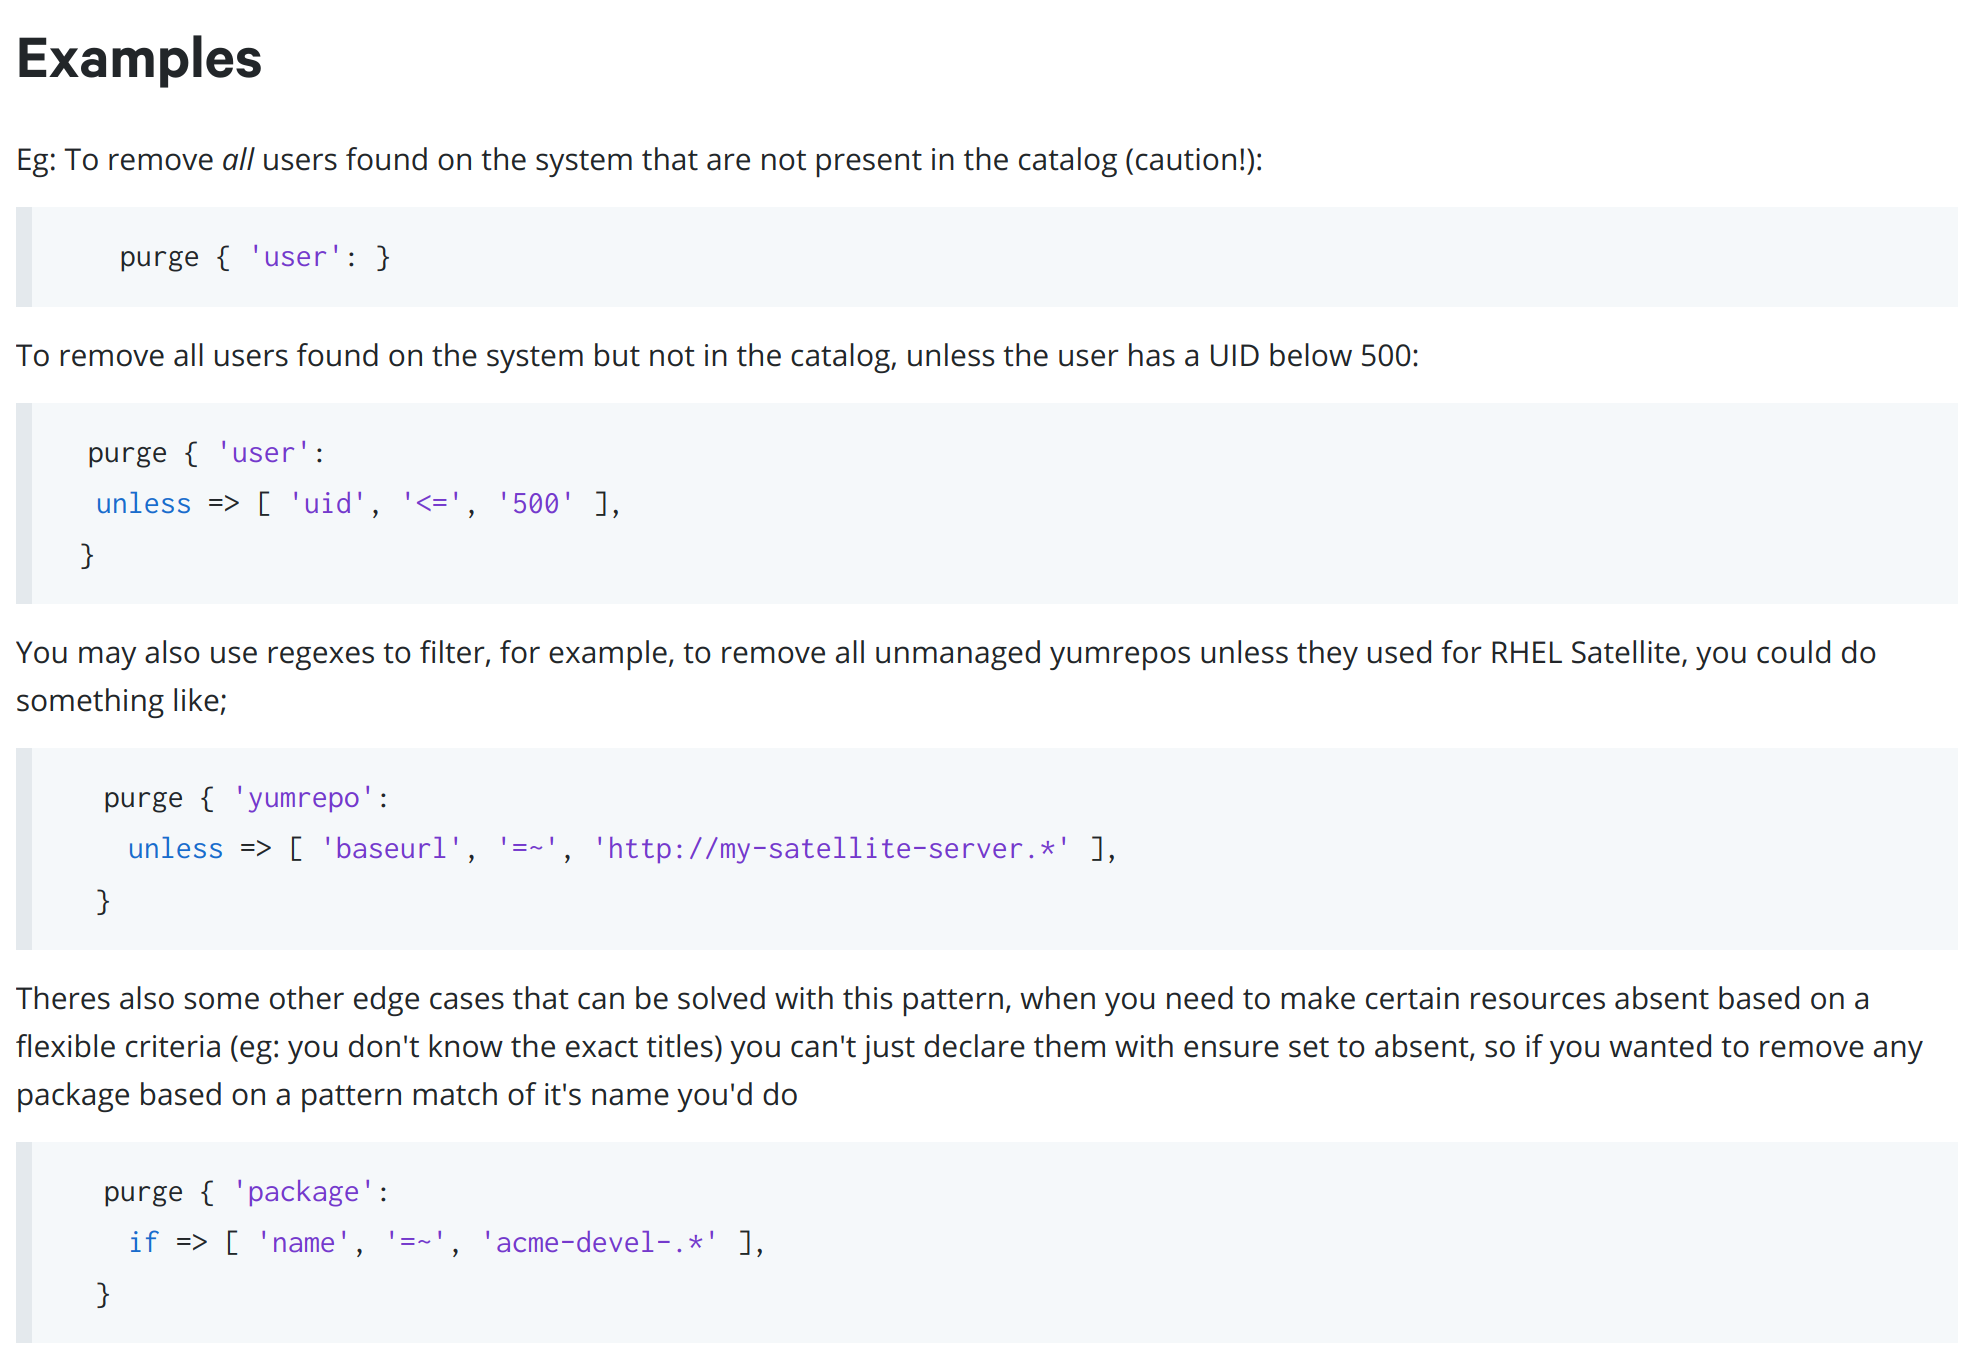 Examples
Eg: To remove all users found on the system that are not present in the catalog (caution!):
purge { 'user': }
To remove all users found on the system but not in the catalog, unless the user has a UID below 500:
purge { 'user':
unless => [ 'uid', '<=', '500' ],
}
You may also use regexes to filter, for example, to remove all unmanaged yumrepos unless they used for RHEL Satellite, you could do
something like;
purge { 'yumrepo':
unless => [ 'baseurl', '=~', 'http://my-satellite-server.*' ],
}
Theres also some other edge cases that can be solved with this pattern, when you need to make certain resources absent based on a
flexible criteria (eg: you don't know the exact titles) you can't just declare them with ensure set to absent, so if you wanted to remove any
package based on a pattern match of it's name you'd do
purge { 'package':
if => [ 'name', '=~', 'acme-devel-.*' ],
}